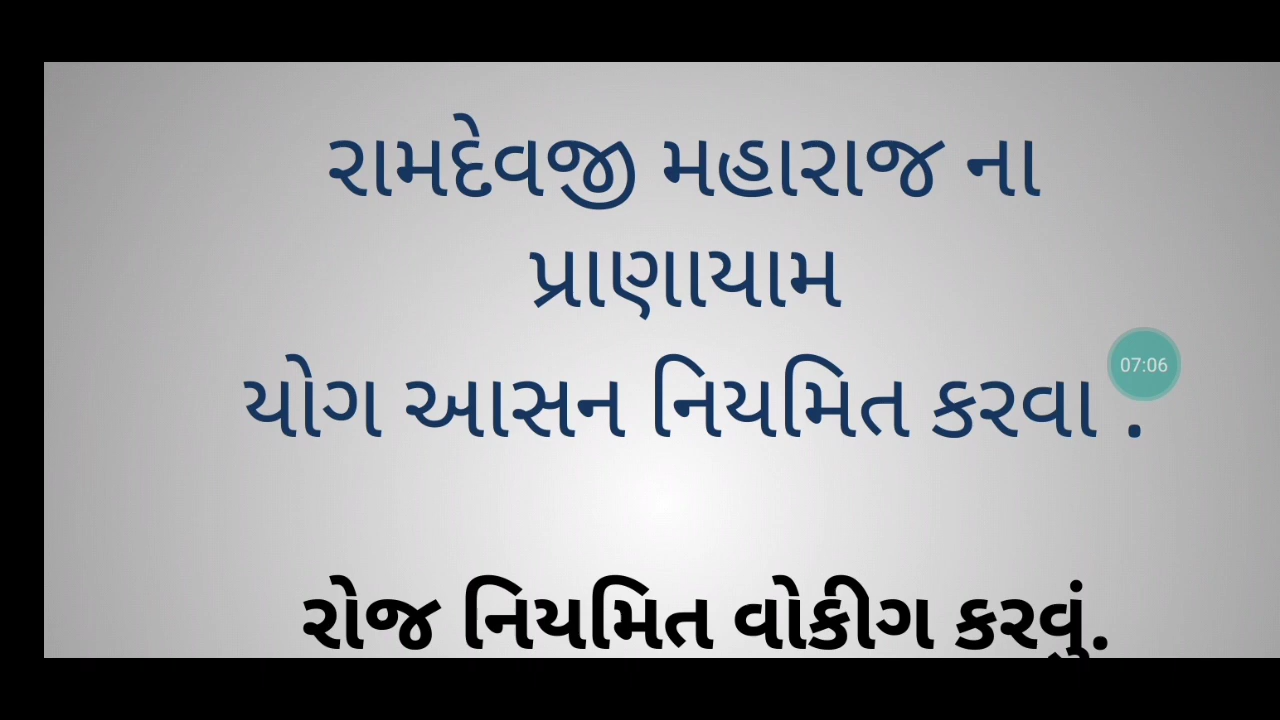 રામદેવજી મહારાજ ના
પ્રાણાયામ
07:06
યોગ આસન નિયમિત કરવા .
રોજ નિયમિત વોકીગ કરવું.